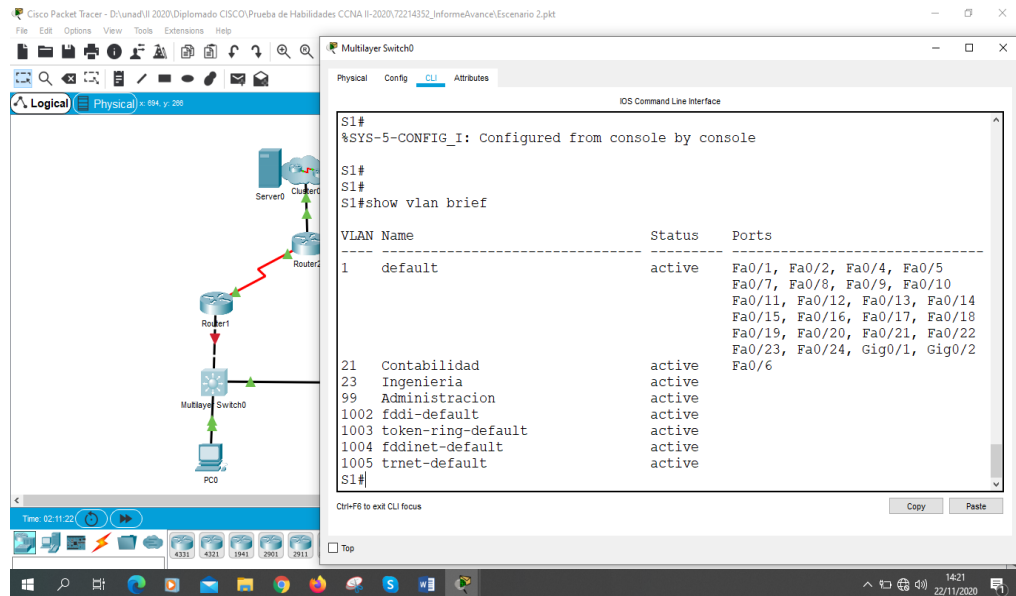 Cisco Packet Tracer - D:\unad\II 2020\Diplomado CISCO\Prueba de Habilidades CCNA II-2020\72214352_InformeAvance\Escenario 2.pkt
File Edit Options View Tools Extensions Help
Logical Physical x: 694, y: 266
Server0
Cluster0
Router2
Router1
Multilayer Switch0
PC0
Time: 02:11:22
4331 4321 1941 2901 2911
Multilayer Switch0
Physical Config CLI Attributes
IOS Command Line Interface
S1#
%SYS-5-CONFIG_I: Configured from console by console
S1#
S1#
S1#show vlan brief
VLAN Name Status Ports
---- -------------------------------- --------- -------------------------------
1 default active Fa0/1, Fa0/2, Fa0/4, Fa0/5
Fa0/7, Fa0/8, Fa0/9, Fa0/10
Fa0/11, Fa0/12, Fa0/13, Fa0/14
Fa0/15, Fa0/16, Fa0/17, Fa0/18
Fa0/19, Fa0/20, Fa0/21, Fa0/22
Fa0/23, Fa0/24, Gig0/1, Gig0/2
21 Contabilidad active Fa0/6
23 Ingenieria active
99 Administracion active
1002 fddi-default active
1003 token-ring-default active
1004 fddinet-default active
1005 trnet-default active
S1#
Ctrl+F6 to exit CLI focus
Copy Paste
Top
14:21
22/11/2020